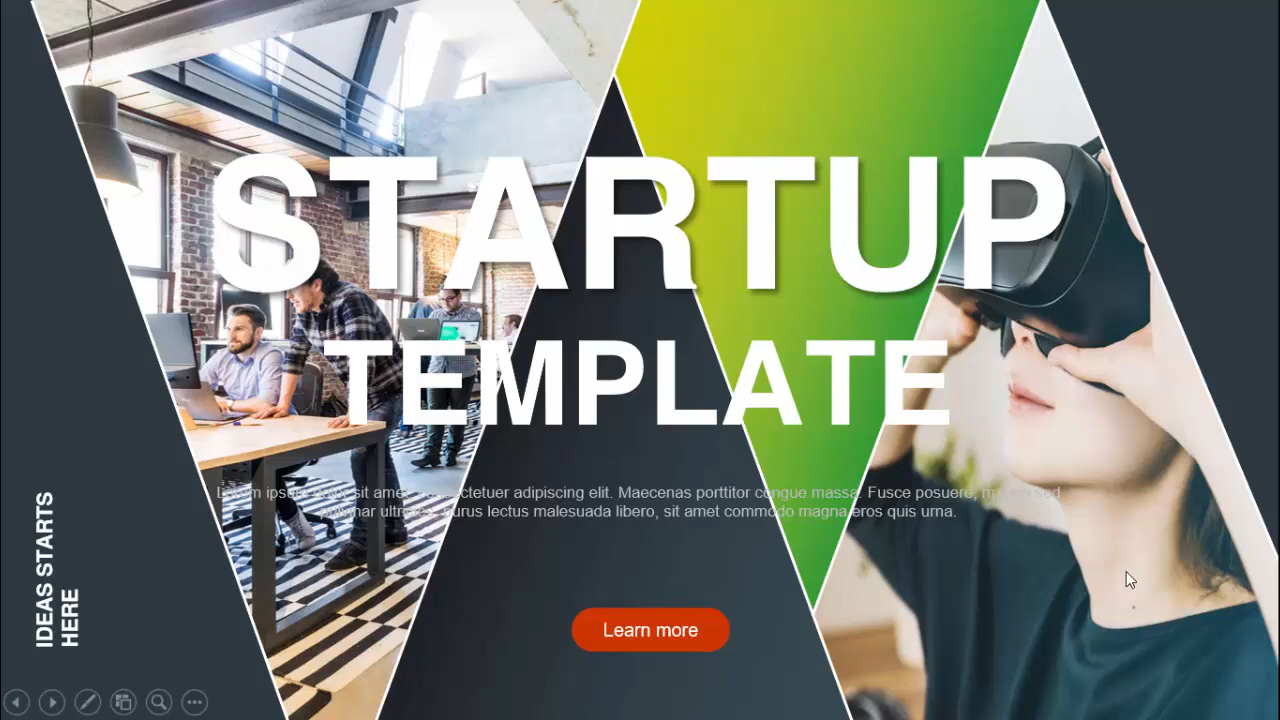 STARTUP
TEMPLATE
Lorem ipsum dolor sit amet, consectetuer adipiscing elit. Maecenas porttitor congue massa. Fusce posuere, sed
pulvinar ultricies, purus lectus malesuada libero, sit amet commodo magna eros quis urna.
Learn more
IDEAS STARTS
HERE